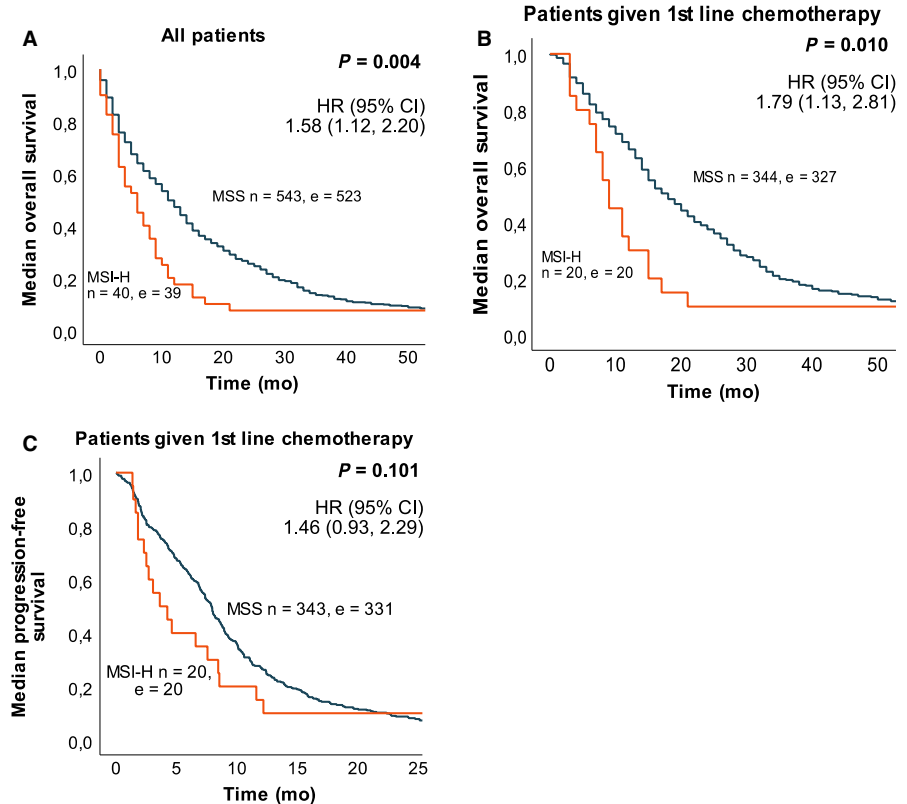 A
All patients
P = 0.004
HR (95% CI)
1.58 (1.12, 2.20)
MSS n = 543, e = 523
MSI-H
n = 40, e = 39
Median overall survival
1,0
0,8
0,6
0,4
0,2
0,0
0
10
20
30
40
50
Time (mo)
Patients given 1st line chemotherapy
B
P = 0.010
HR (95% CI)
1.79 (1.13, 2.81)
MSS n = 344, e = 327
MSI-H
n = 20, e = 20
Median overall survival
1,0
0,8
0,6
0,4
0,2
0,0
0
10
20
30
40
50
Time (mo)
C
Patients given 1st line chemotherapy
P = 0.101
HR (95% CI)
1.46 (0.93, 2.29)
MSS n = 343, e = 331
MSI-H n = 20,
e = 20
Median progression-free
survival
1,0
0,8
0,6
0,4
0,2
0,0
0
5
10
20
25
Time (mo)